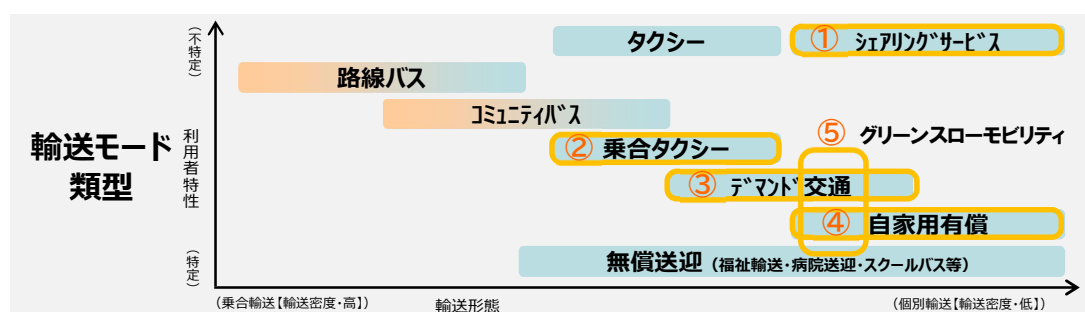 輸送モード
類型
(不特定)
利用者特性
(特定)
タクシー
① ｼｪｱﾘﾝｸﾞｻｰﾋﾞｽ
路線バス
ｺﾐｭﾆﾃｨﾊﾞｽ
⑤ グリーンスローモビリティ
② 乗合タクシー
③ ﾃﾞﾏﾝﾄﾞ交通
④ 自家用有償
無償送迎（福祉輸送・病院送迎・スクールバス等）
（乗合輸送【輸送密度・高】）
輸送形態
（個別輸送【輸送密度・低】）